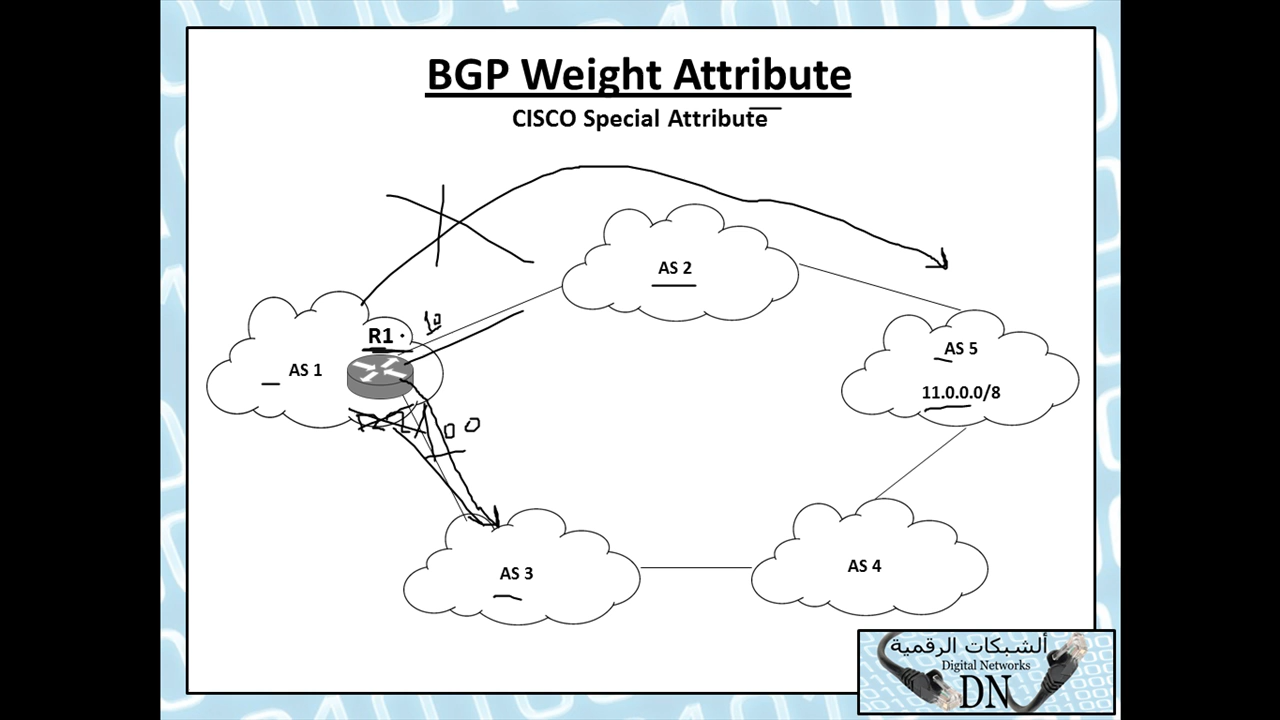 BGP Weight Attribute
CISCO Special Attribute
AS 2
R1
10
AS 1
AS 5
11.0.0.0/8
AS 3
AS 4
ألشبكات الرقمية
Digital Networks
DN